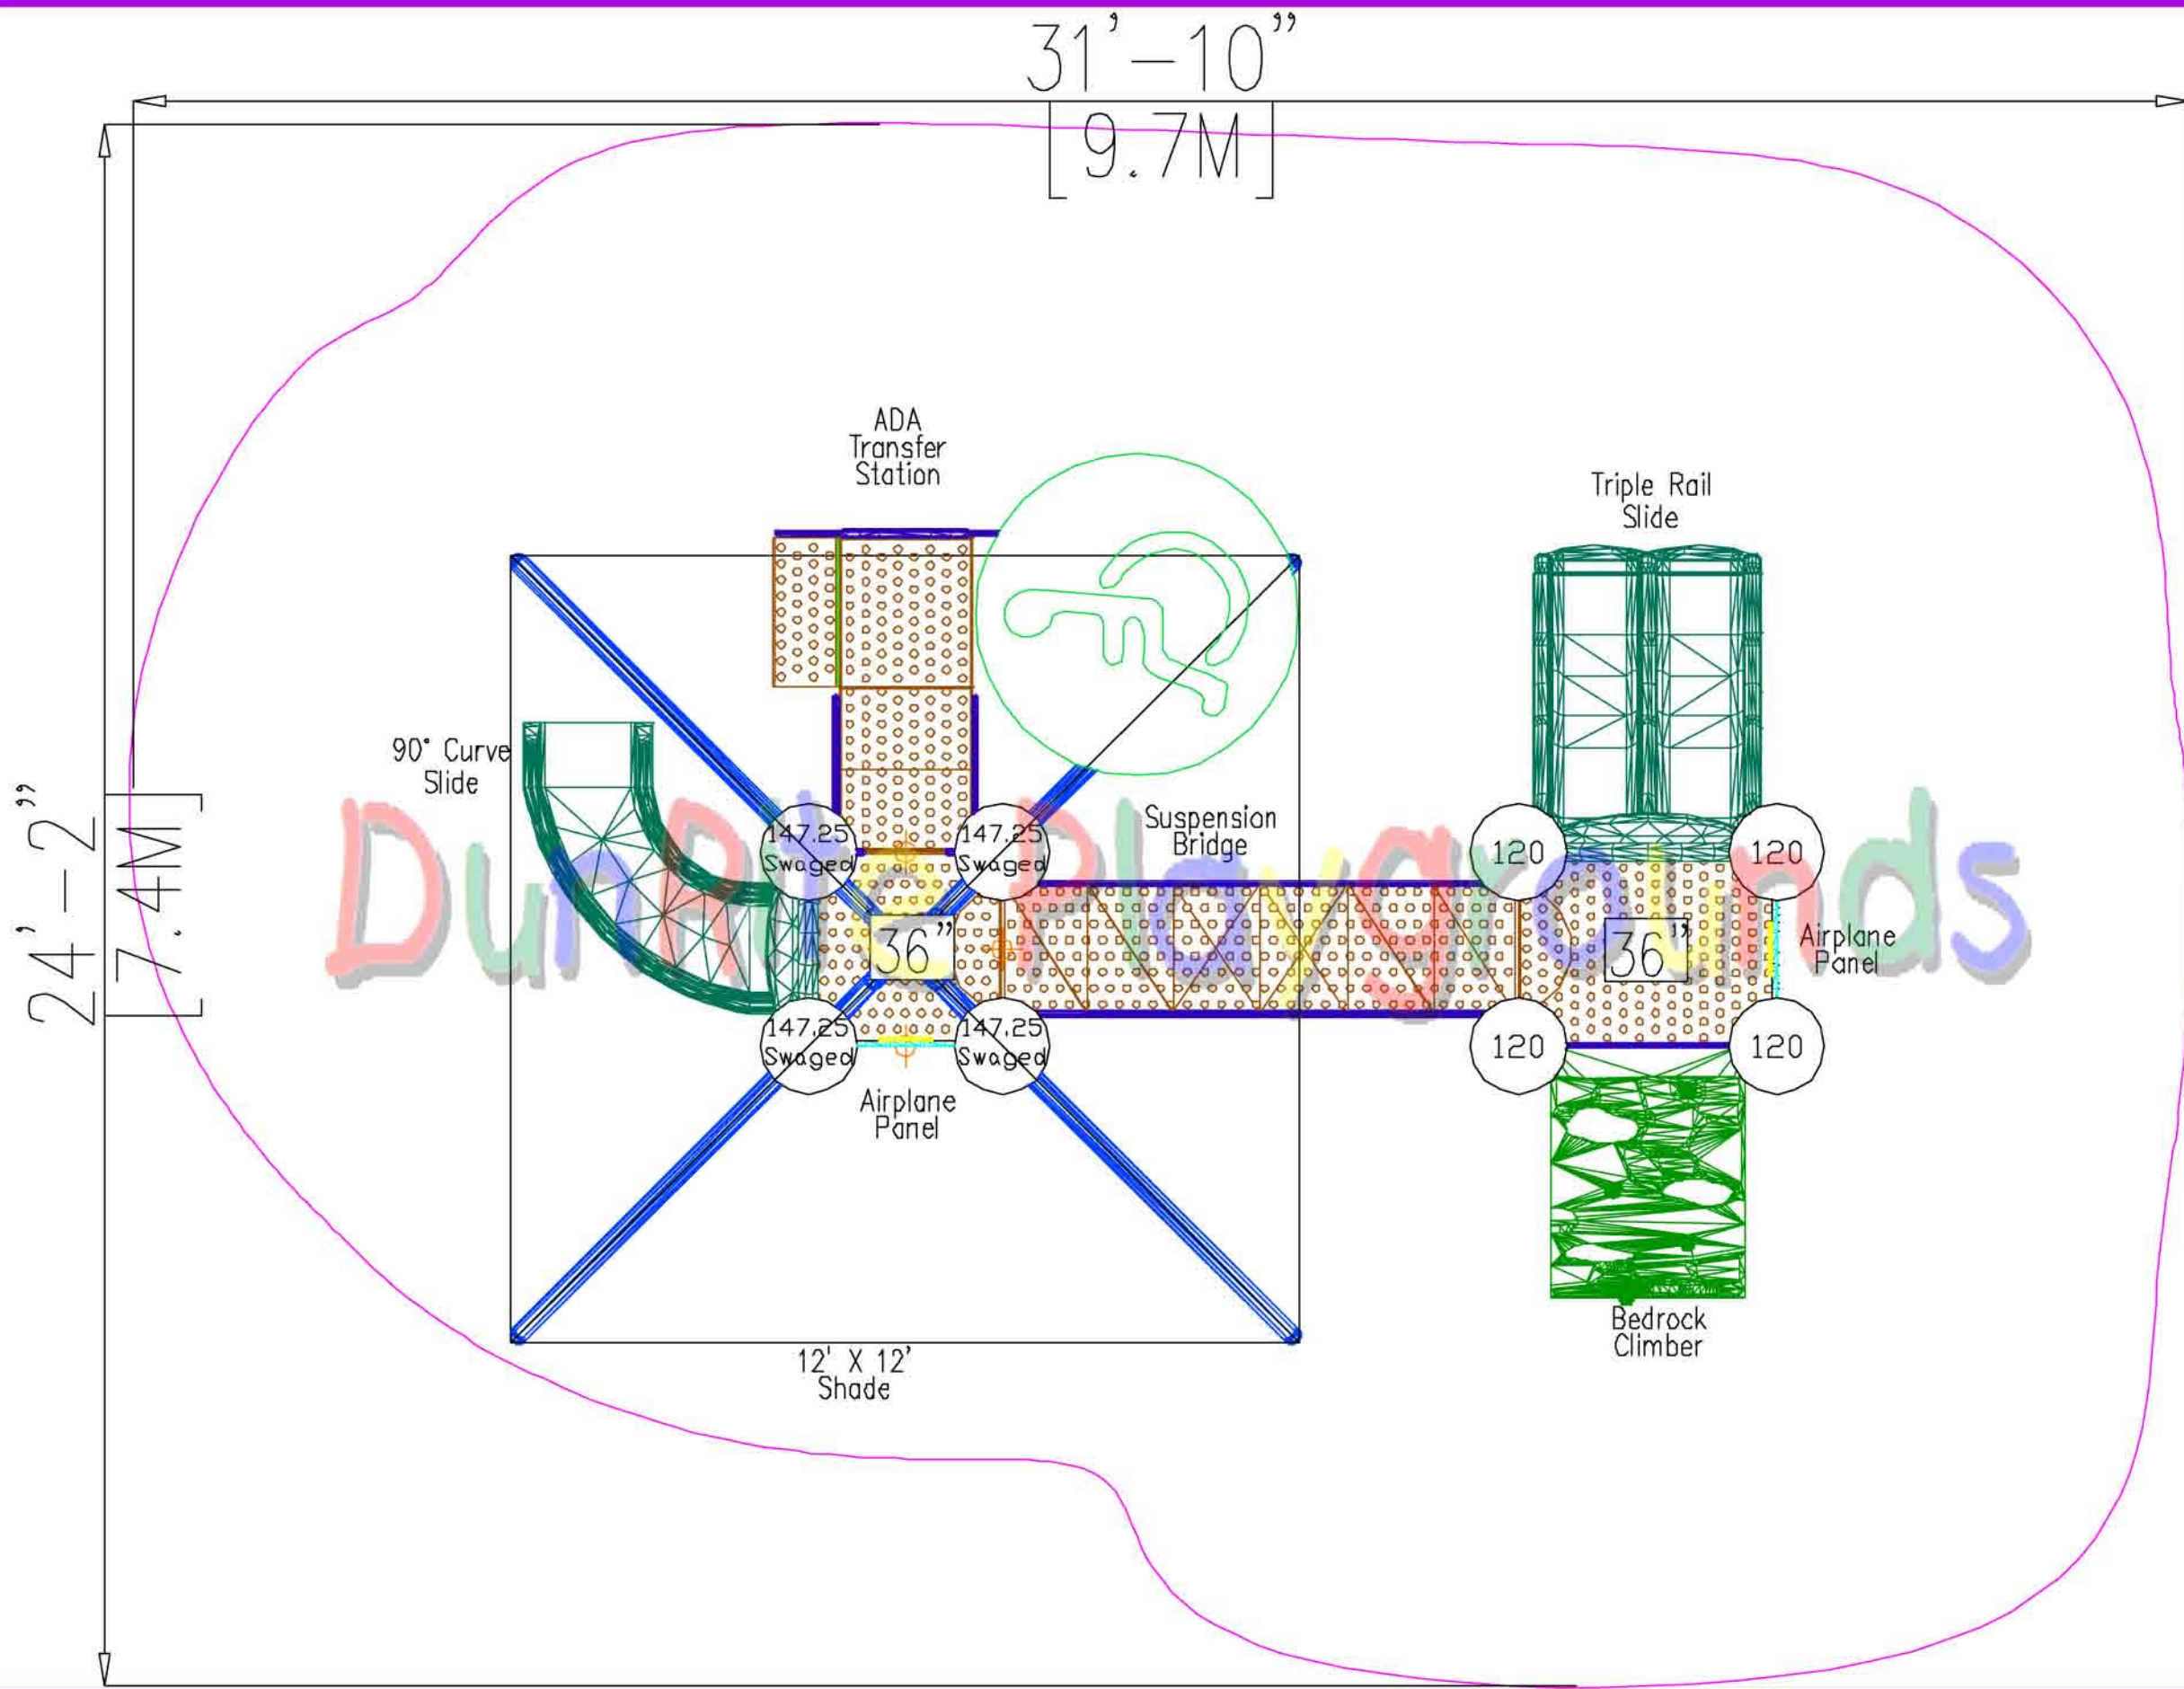 31'-10"
[9.7M]
ADA
Transfer
Station
Triple Rail
Slide
90° Curve
Slide
24'-2"
[7.4M]
Suspension
Bridge
147.25
Swaged
147.25
Swaged
120
120
DunRite Playgrounds
36"
36"
Airplane
Panel
147.25
Swaged
147.25
Swaged
120
120
Airplane
Panel
Bedrock
Climber
12' X 12'
Shade